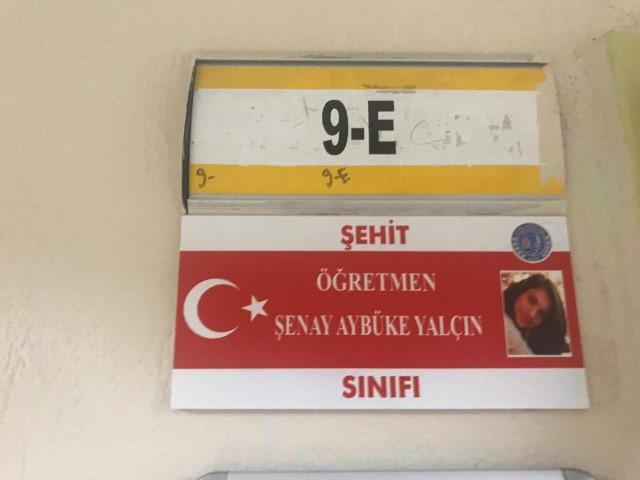 9-E
9- 9-E
ŞEHİT
ÖĞRETMEN
ŞENAY AYBÜKE YALÇIN
SINIFI